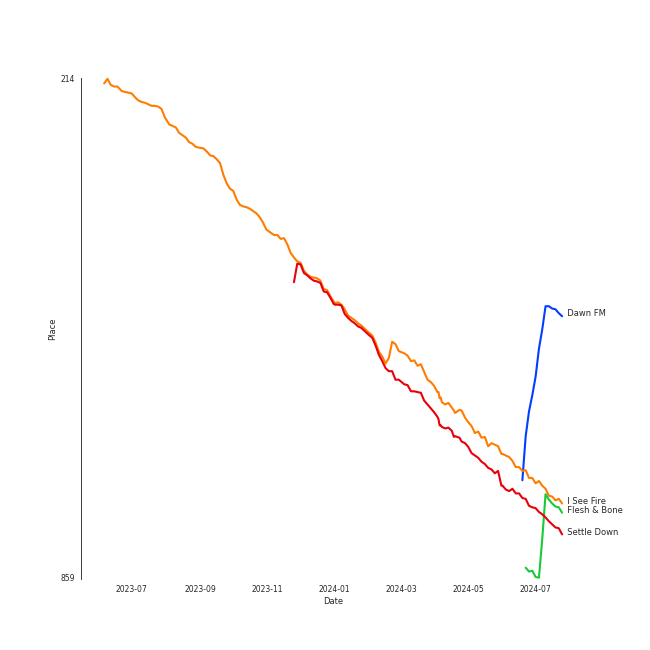 214
Place
859
2023-07
2023-09
2023-11
2024-01
2024-03
2024-05
2024-07
Date
Dawn FM
I See Fire
Flesh & Bone
Settle Down